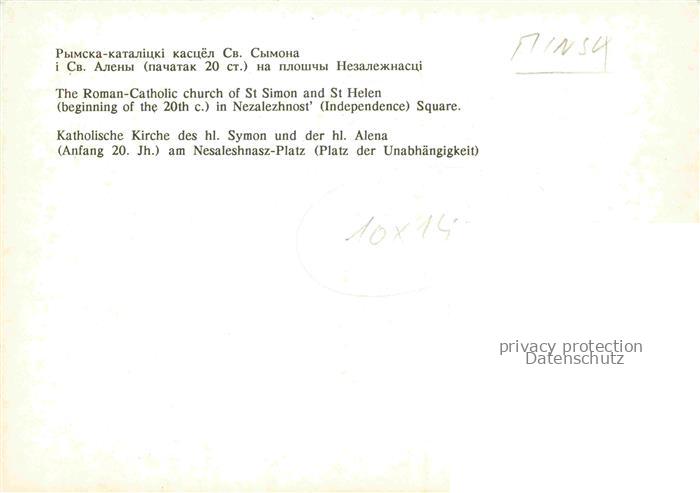 MINSK
Рымска-каталіцкі касцёл Св. Сымона
і Св. Алены (пачатак 20 ст.) на плошчы Незалежнасці
The Roman-Catholic church of St Simon and St Helen
(beginning of the 20th c.) in Nezalezhnost' (Independence) Square.
Katholische Kirche des hl. Symon und der hl. Alena
(Anfang 20. Jh.) am Nesaleshnasz-Platz (Platz der Unabhängigkeit)
privacy protection
Datenschutz